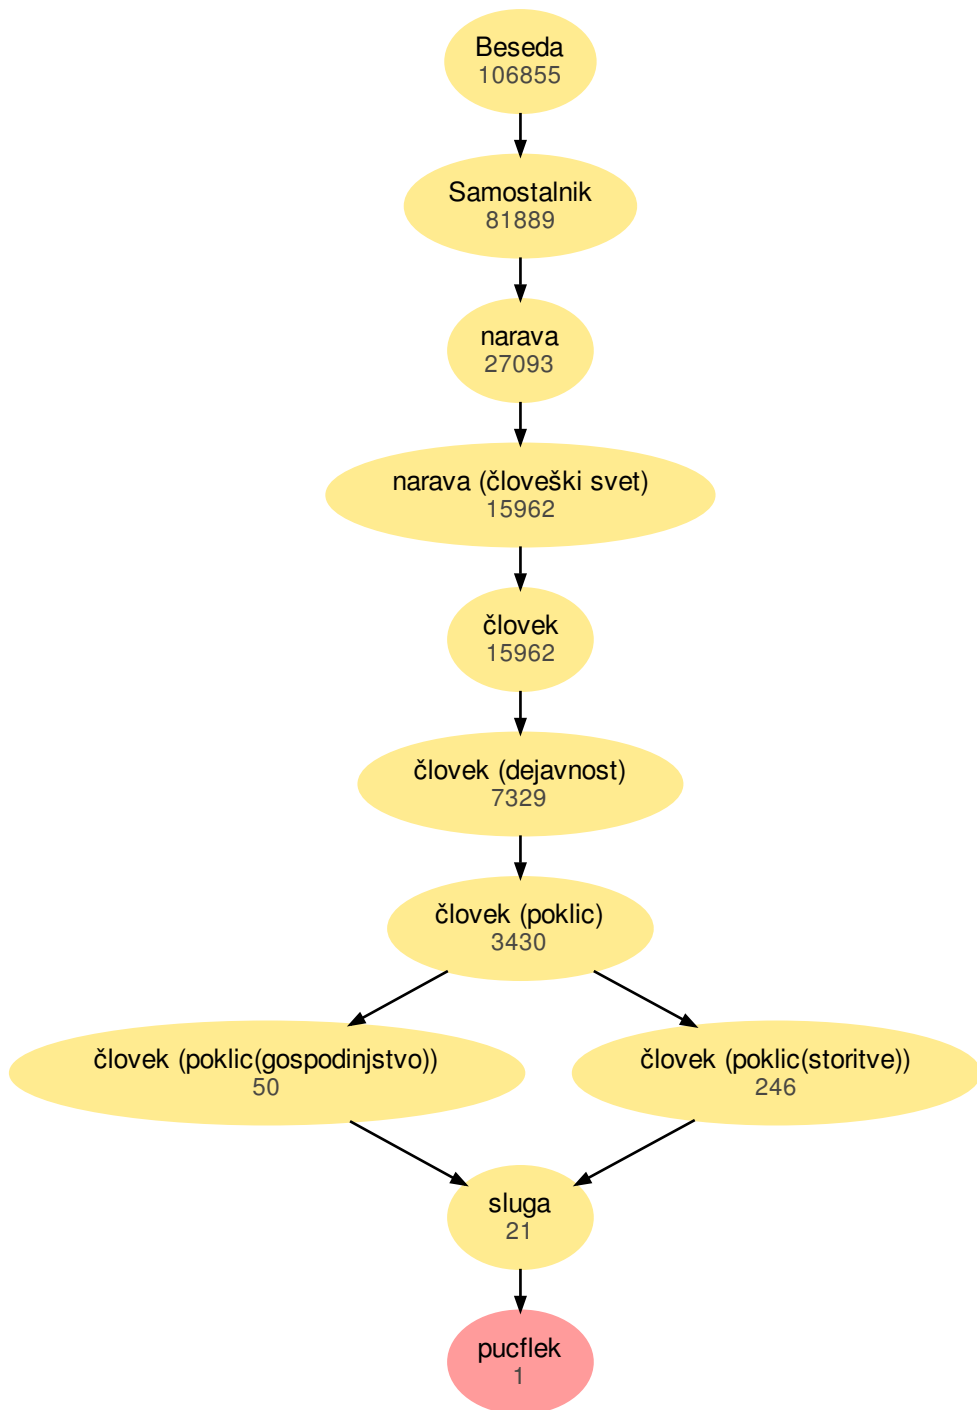 Beseda
106855
Samostalnik
81889
narava
27093
narava (človeški svet)
15962
človek
15962
človek (dejavnost)
7329
človek (poklic)
3430
človek (poklic(gospodinjstvo))
50
človek (poklic(storitve))
246
sluga
21
pucflek
1